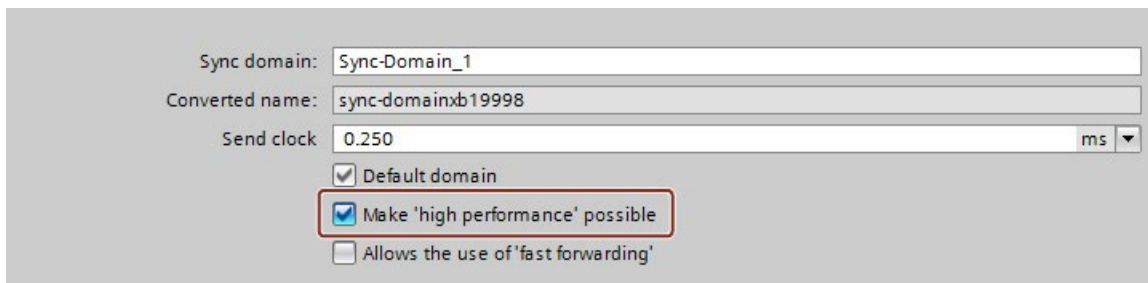 Sync domain: Sync-Domain_1
Converted name: sync-domainxb19998
Send clock 0.250 ms
Default domain
Make 'high performance' possible
Allows the use of 'fast forwarding'